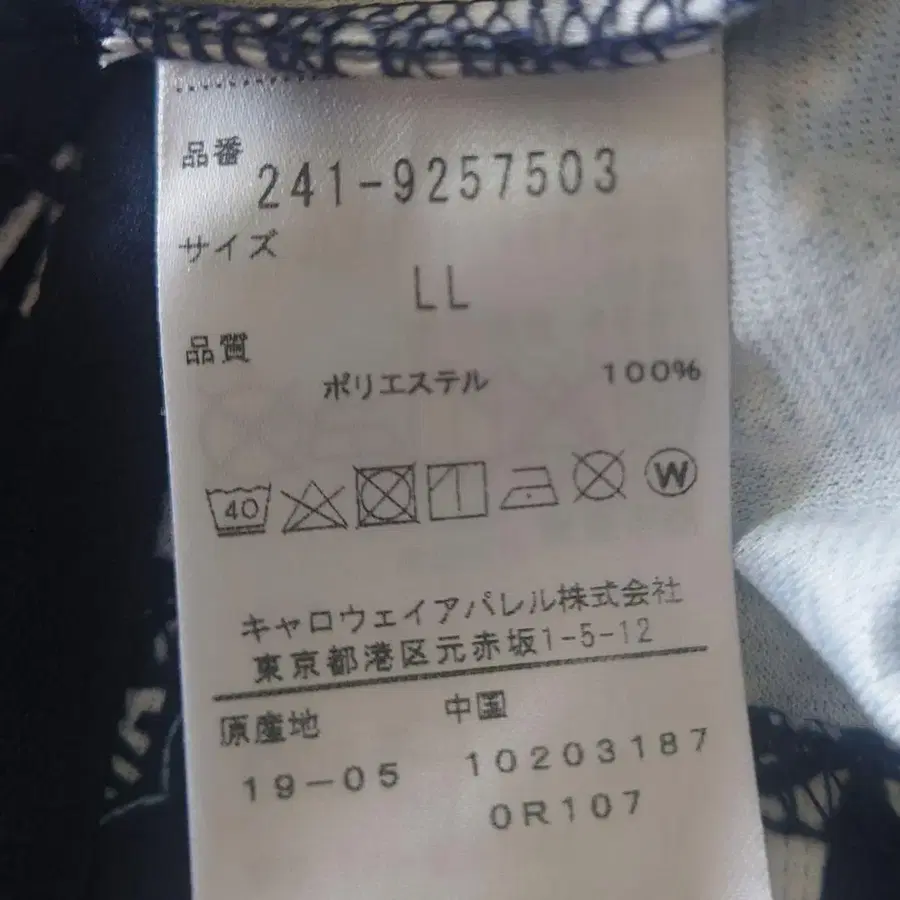 品番
241-9257503
サイズ
LL
品質
ポリエステル 100%
40 W
キャロウェイアパレル株式会社
東京都港区元赤坂1-5-12
原産地 中国
19-05 10203187
0R107